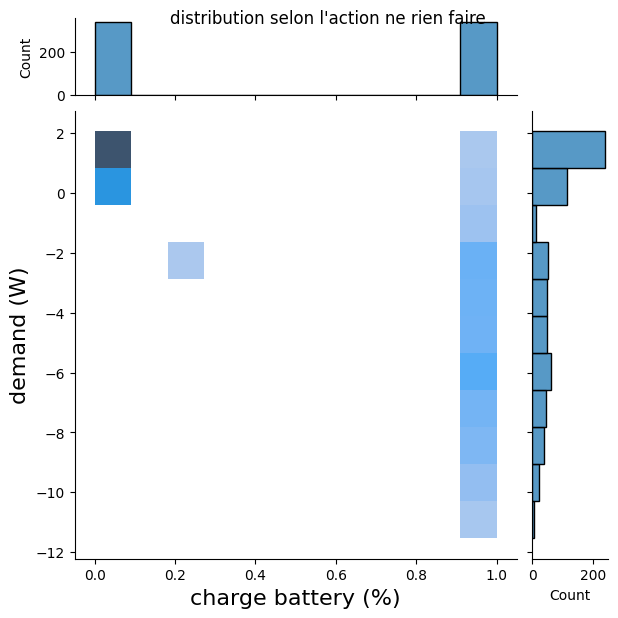 distribution selon l'action ne rien faire
Count
200
0
2
0
−2
−4
−6
−8
−10
−12
demand (W)
0.0 0.2 0.4 0.6 0.8 1.0
charge battery (%)
0 200
Count